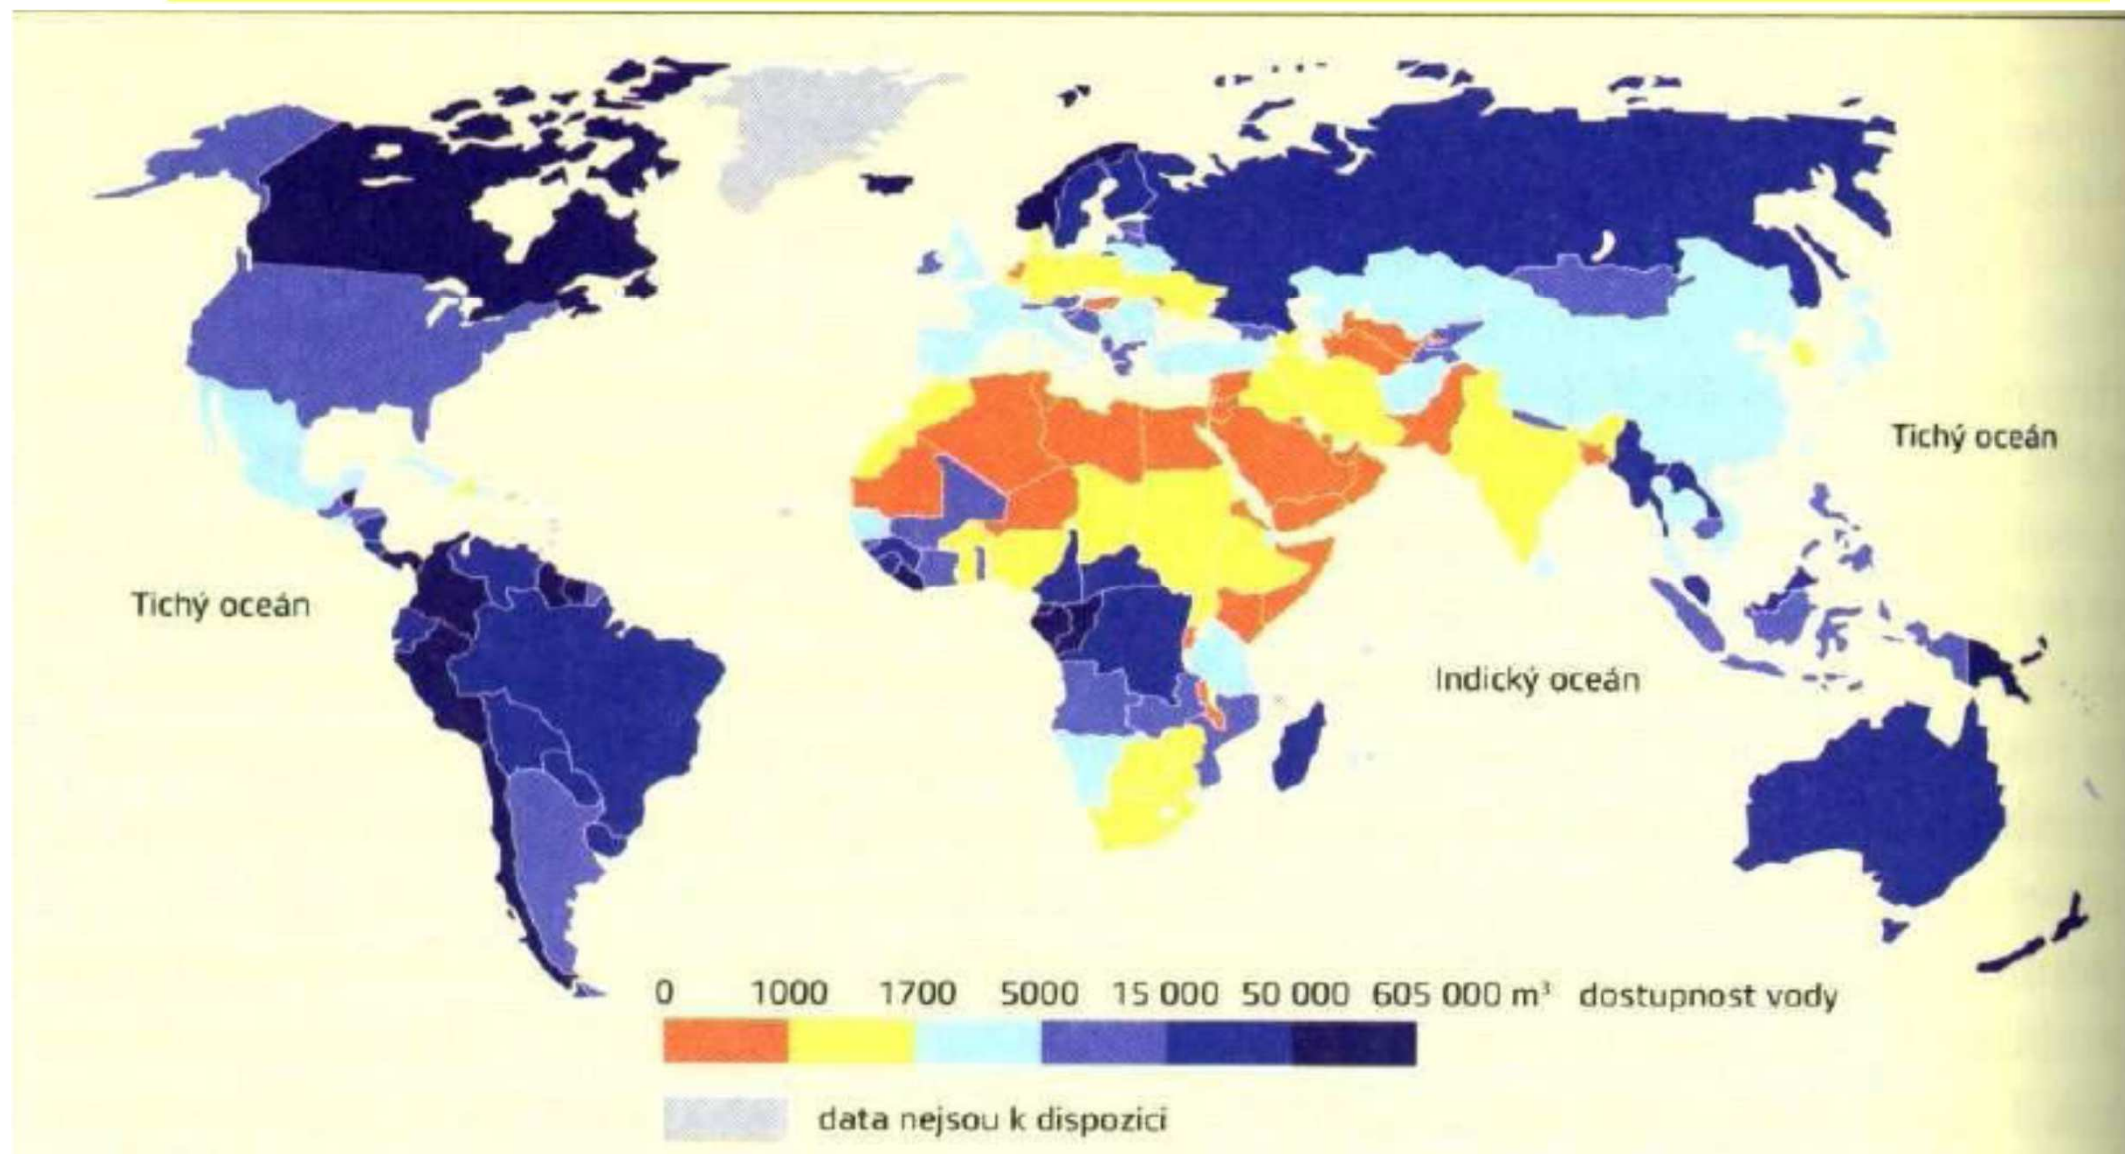 Tichý oceán
Tichý oceán
Indický oceán
0 1000 1700 5000 15 000 50 000 605 000 m³ dostupnost vody
data nejsou k dispozici